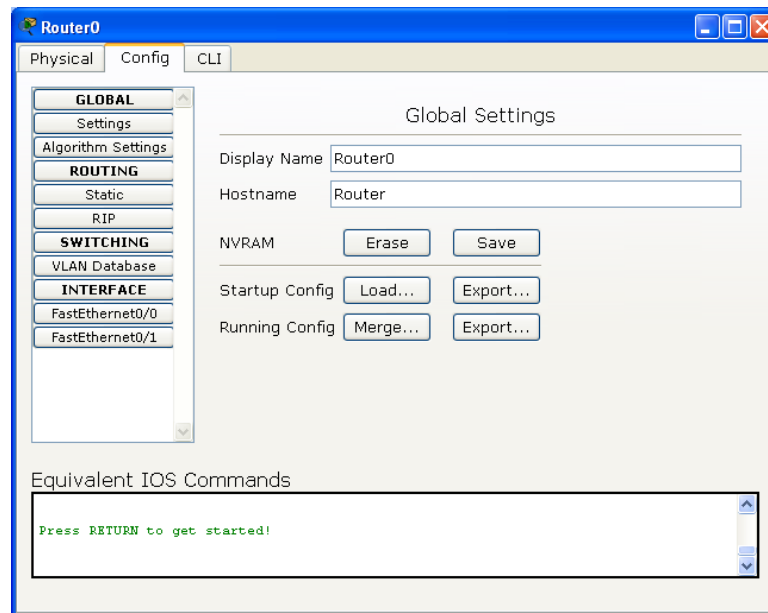 Router0
Physical Config CLI
GLOBAL
Settings
Algorithm Settings
ROUTING
Static
RIP
SWITCHING
VLAN Database
INTERFACE
FastEthernet0/0
FastEthernet0/1
Global Settings
Display Name Router0
Hostname Router
NVRAM Erase Save
Startup Config Load... Export...
Running Config Merge... Export...
Equivalent IOS Commands
Press RETURN to get started!